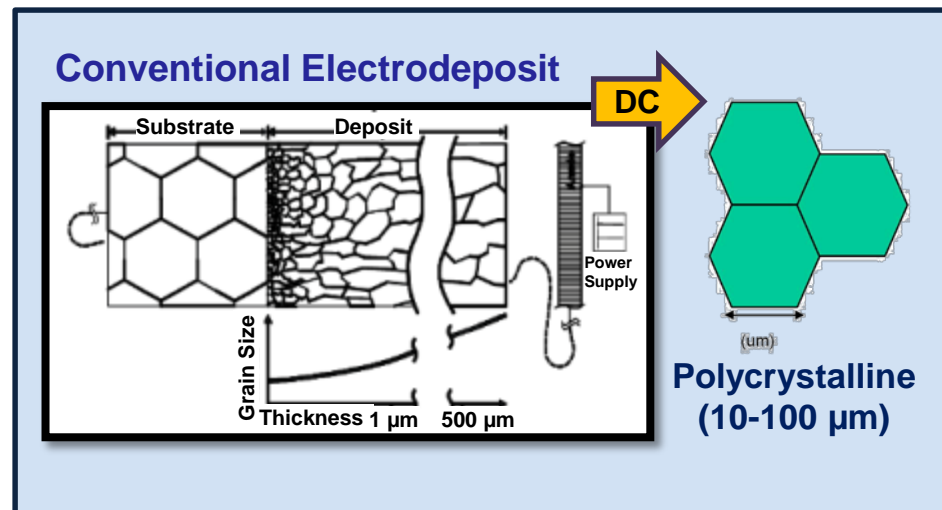 Conventional Electrodeposit
DC
Substrate
Deposit
Power
Supply
Grain Size
Thickness 1 µm 500 µm
(um)
Polycrystalline
(10-100 µm)